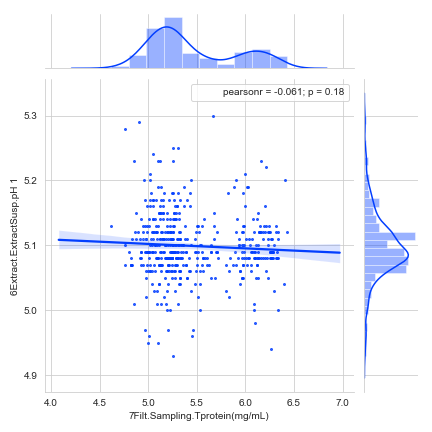 pearsonr = -0.061; p = 0.18
5.3
5.2
5.1
5.0
4.9
6Extract.ExtractSusp.pH 1
4.0 4.5 5.0 5.5 6.0 6.5 7.0
7Filt.Sampling.Tprotein(mg/mL)